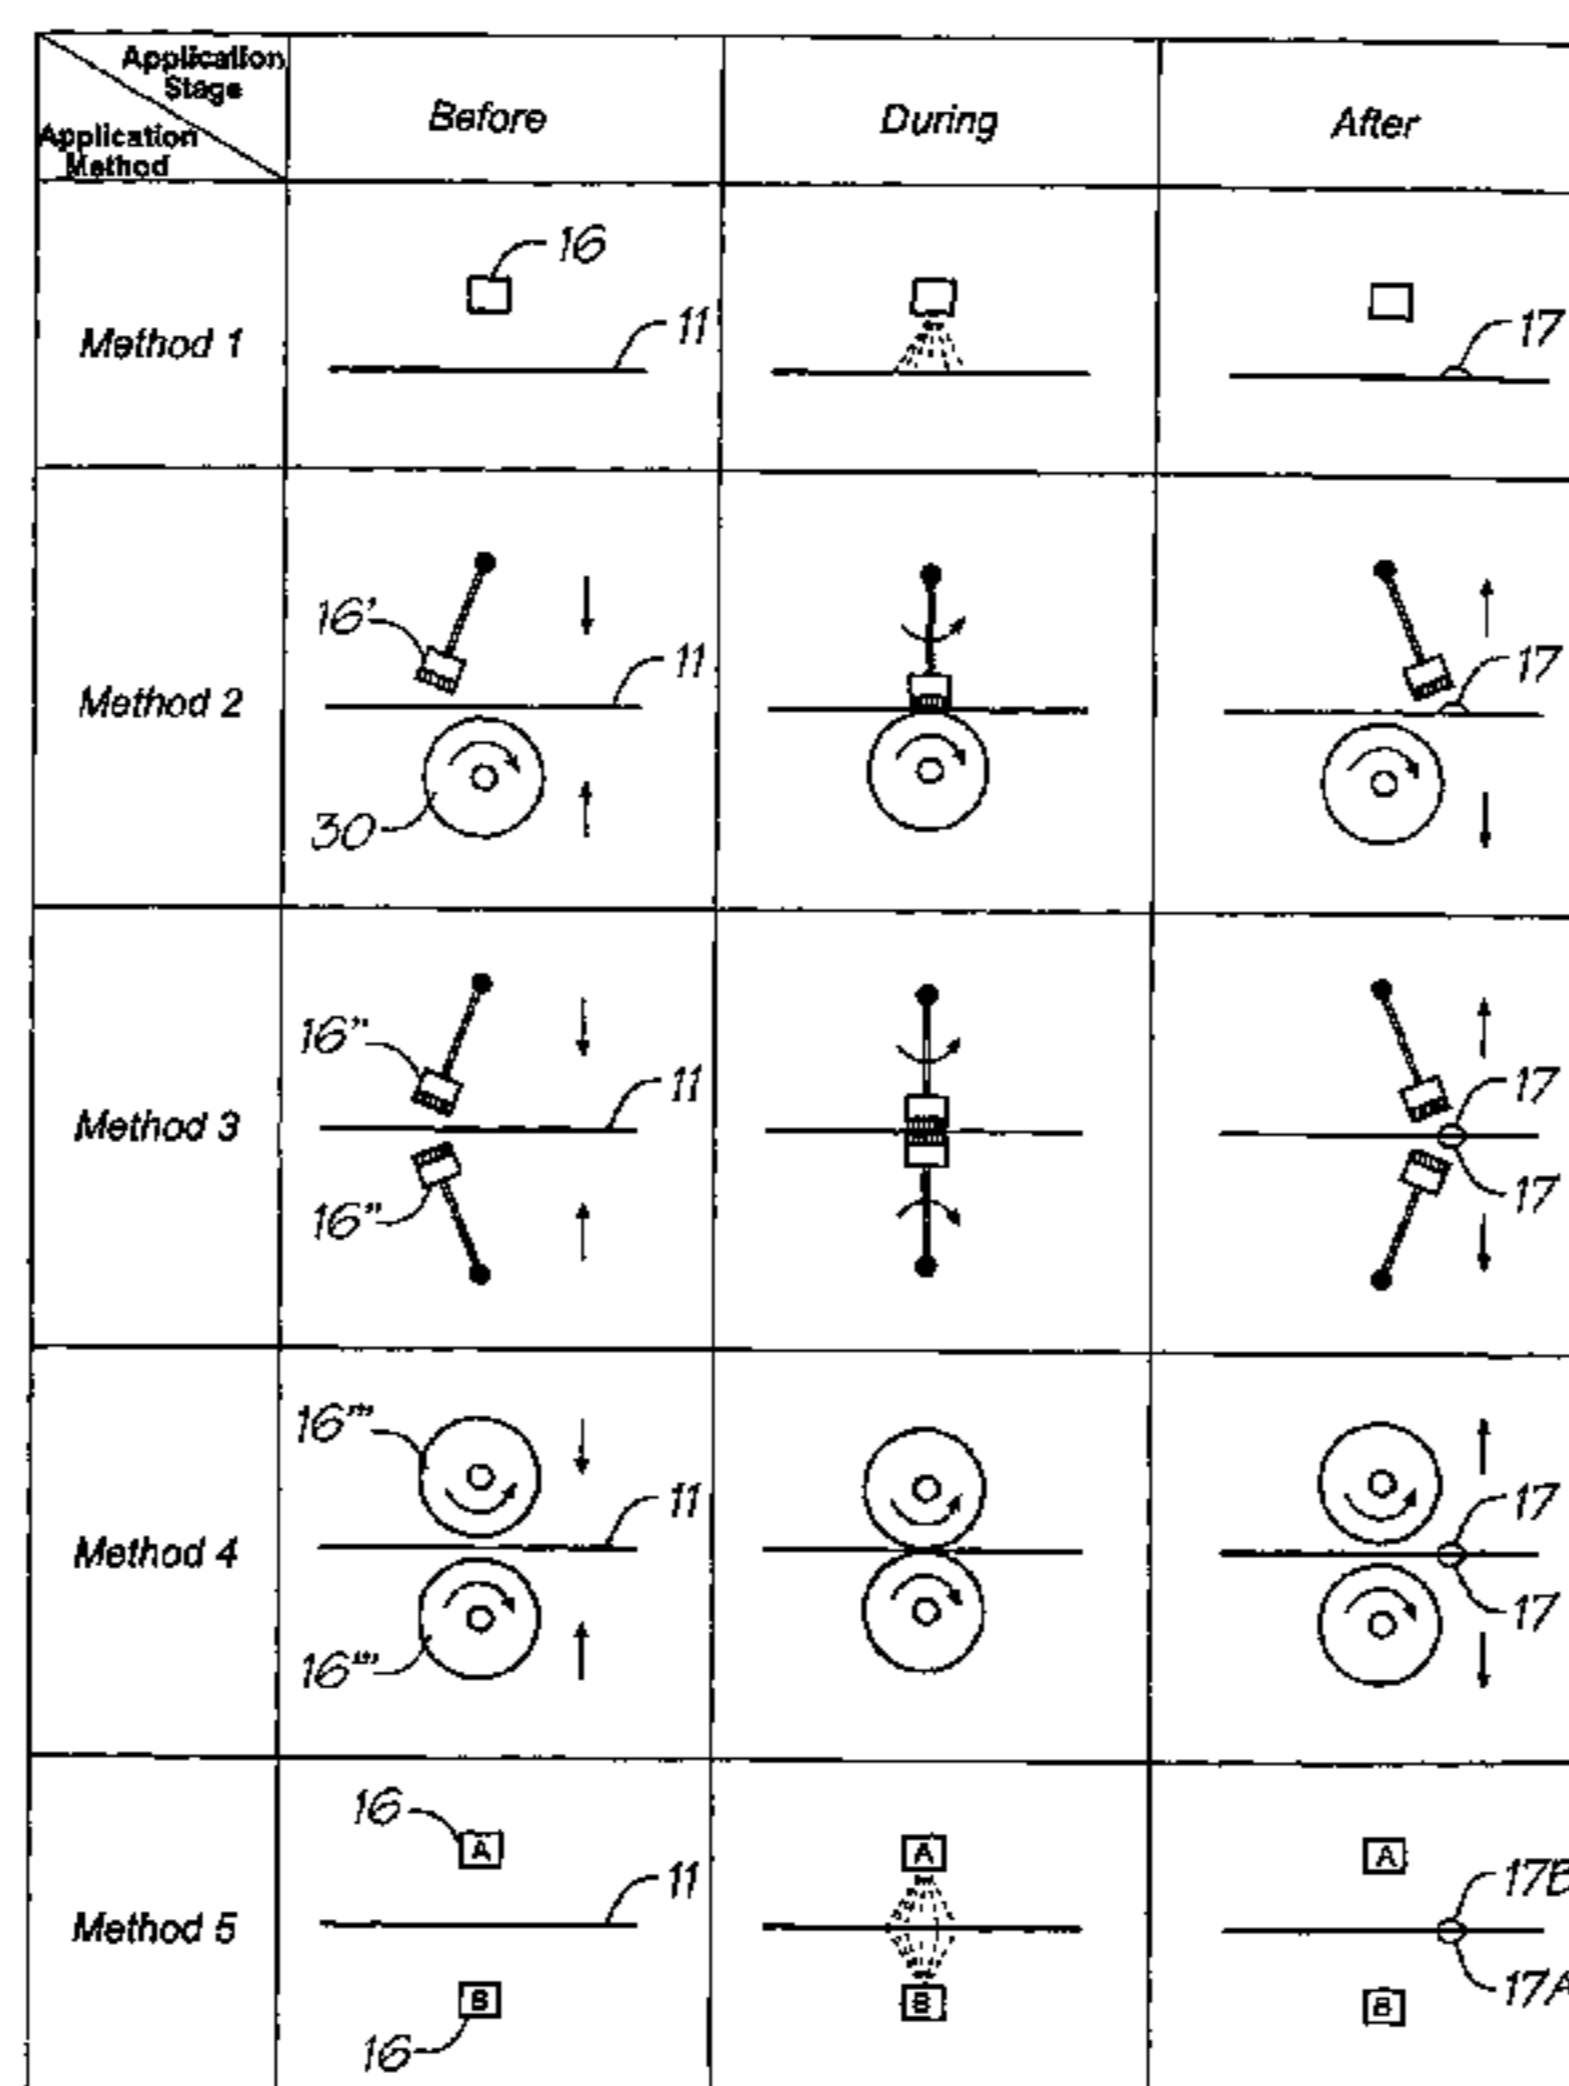 Application
Stage
Application
Method
Before During After
Method 1
16
11
17
Method 2
16'
11
30
17
Method 3
16"
11
16"
17
17
Method 4
16'''
11
16'''
17
17
Method 5
16
A
11
B
16
A
B
A
17B
17A
B